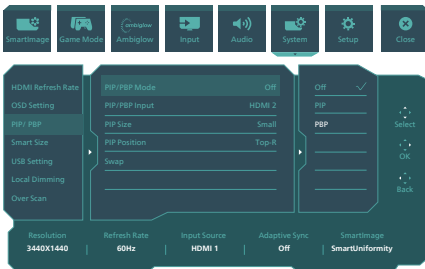 ambiglow
SmartImage Game Mode Ambiglow Input Audio System Setup Close
HDMI Refresh Rate PIP/PBP Mode Off Off
OSD Setting PIP/PBP Input HDMI 2 PIP
PIP/ PBP PIP Size Small PBP Select
Smart Size PIP Position Top-R
USB Setting Swap OK
Local Dimming
Over Scan Back
Resolution Refresh Rate Input Source Adaptive Sync SmartImage
3440X1440 60Hz HDMI 1 Off SmartUniformity